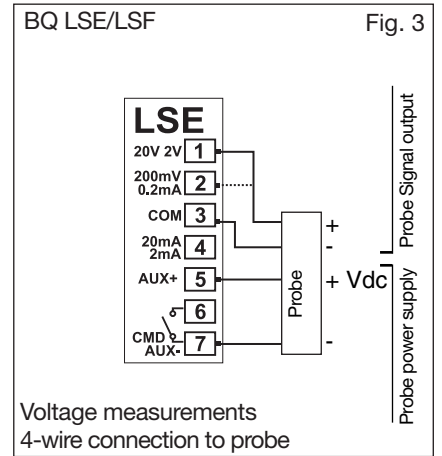 BQ LSE/LSF
Fig. 3
LSE
20V 2V 1
200mV
0.2mA 2
COM 3
20mA
2mA 4
AUX+ 5
6
CMD
AUX- 7
Probe
+
-
+ Vdc
-
Probe Signal output
Probe power supply
Voltage measurements
4-wire connection to probe